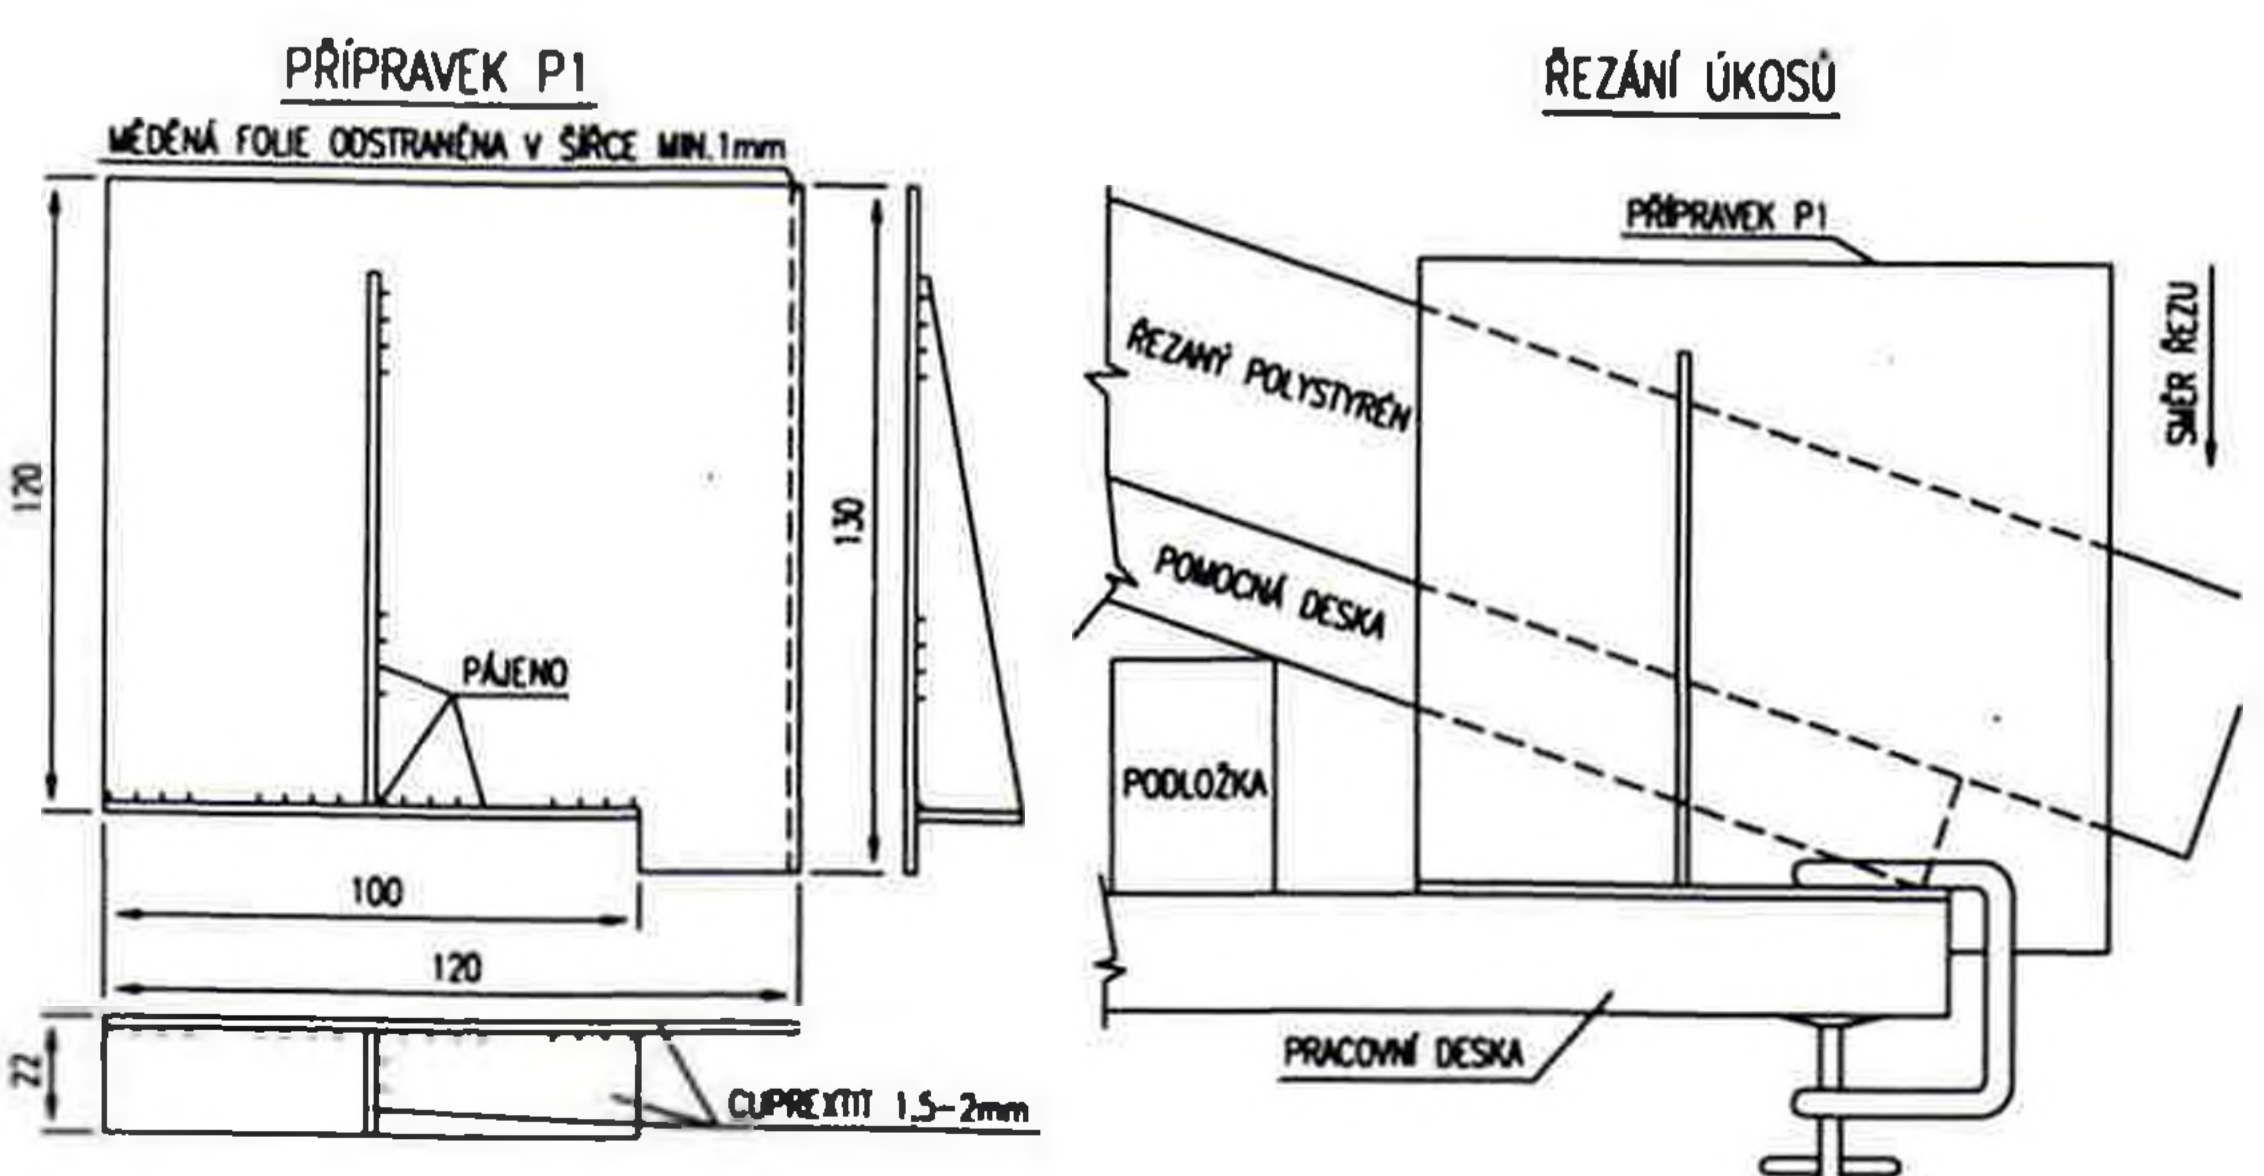 PŘÍPRAVEK P1
MĚDĚNÁ FOLIE ODSTRANĚNA V ŠÍŘCE MIN.1mm
120
130
PÁJENO
100
120
22
CUPREXTIT 1,5-2mm
ŘEZÁNÍ ÚKOSŮ
PŘÍPRAVEK P1
SMĚR ŘEZU
ŘEZANÝ POLYSTYRÉN
POMOCNÁ DESKA
PODLOŽKA
PRACOVNÍ DESKA